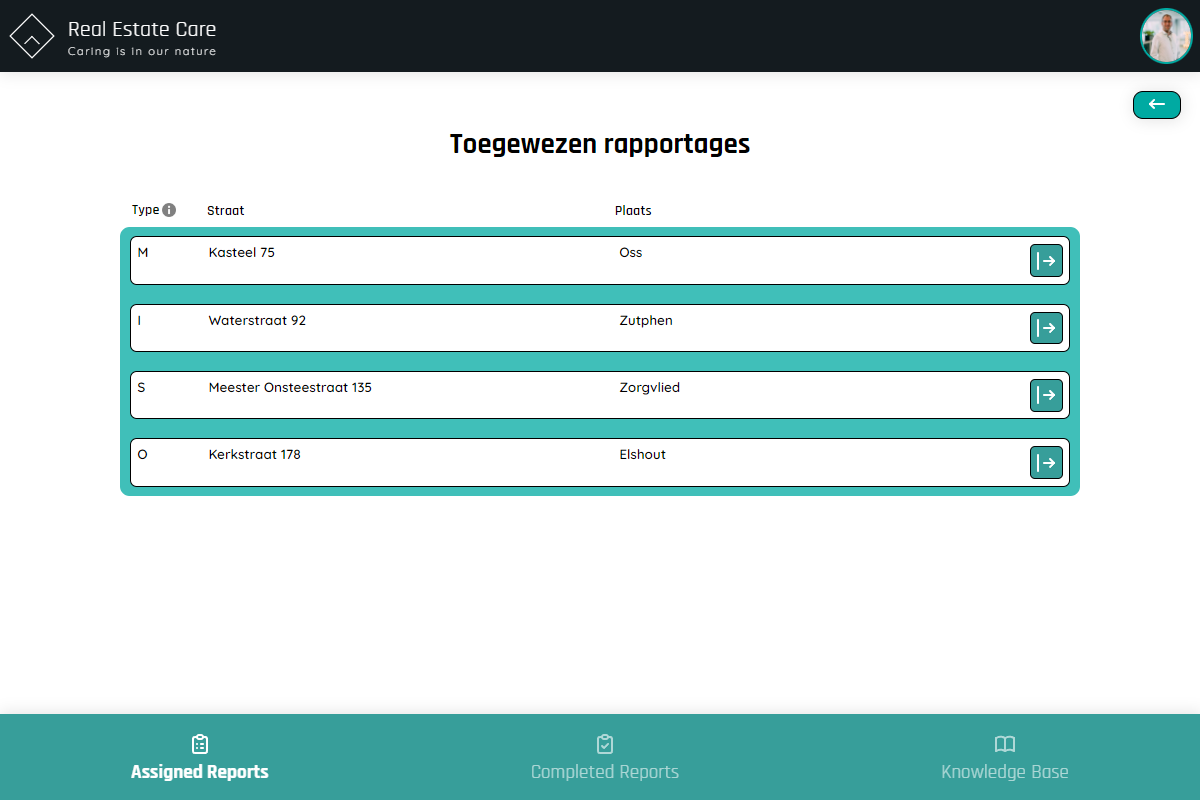 Real Estate Care
Caring is in our nature
Toegewezen rapportages
Type Straat Plaats
M Kasteel 75 Oss
I Waterstraat 92 Zutphen
S Meester Onsteestraat 135 Zorgvlied
O Kerkstraat 178 Elshout
Assigned Reports Completed Reports Knowledge Base